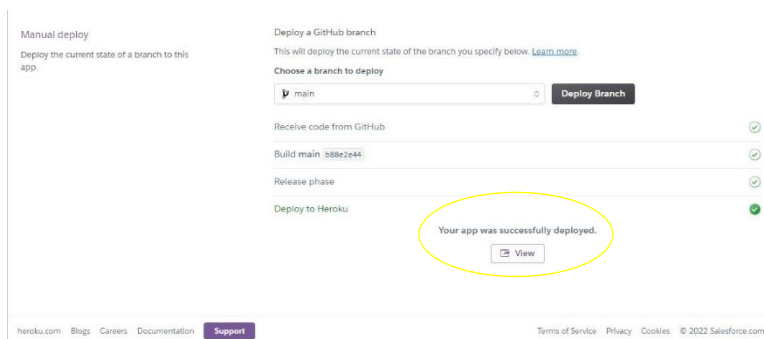 Manual deploy
Deploy the current state of a branch to this
app.
Deploy a GitHub branch
This will deploy the current state of the branch you specify below. Learn more.
Choose a branch to deploy
main
Deploy Branch
Receive code from GitHub
Build main b88e2e44
Release phase
Deploy to Heroku
Your app was successfully deployed.
View
heroku.com Blogs Careers Documentation Support
Terms of Service Privacy Cookies © 2022 Salesforce.com